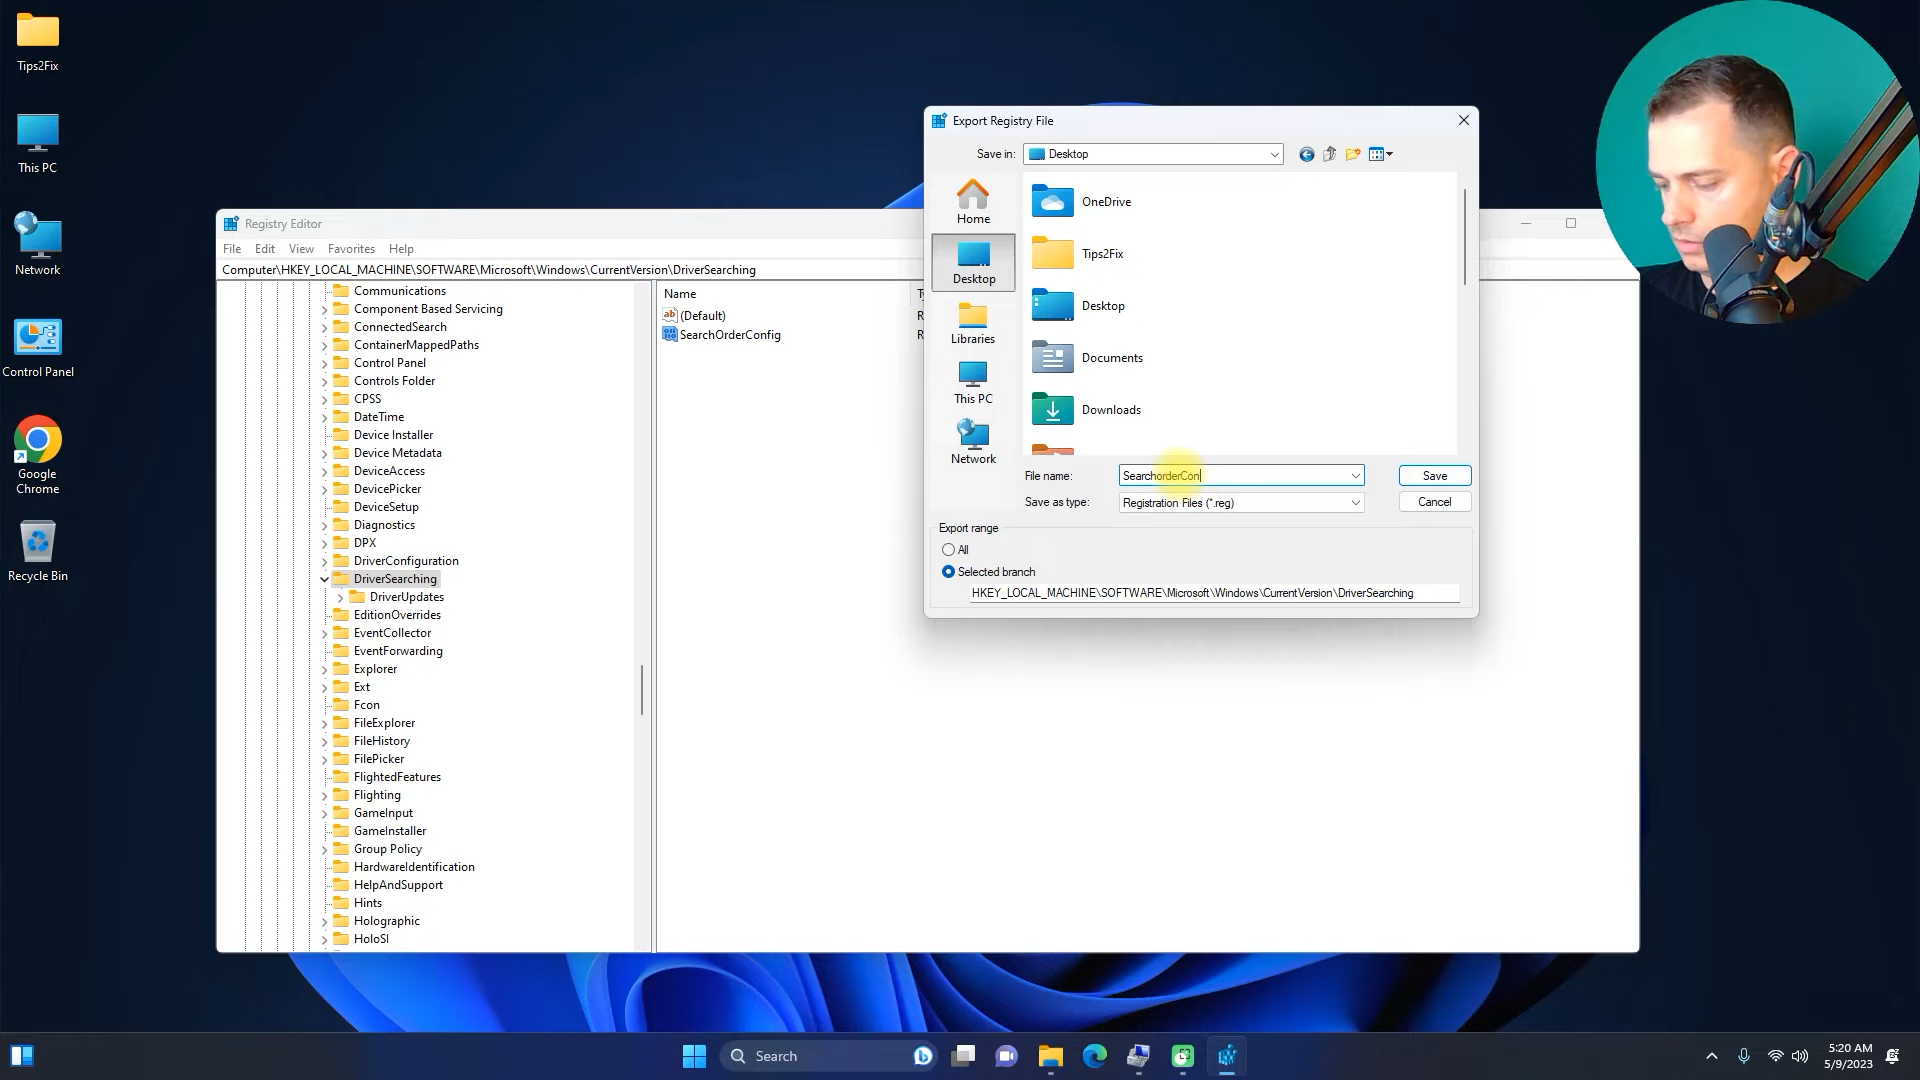 Tips2Fix
This PC
Network
Control Panel
Google
Chrome
Recycle Bin
Registry Editor
File Edit View Favorites Help
Computer\HKEY_LOCAL_MACHINE\SOFTWARE\Microsoft\Windows\CurrentVersion\DriverSearching
Communications
Component Based Servicing
ConnectedSearch
ContainerMappedPaths
Control Panel
Controls Folder
CPSS
DateTime
Device Installer
Device Metadata
DeviceAccess
DevicePicker
DeviceSetup
Diagnostics
DPX
DriverConfiguration
DriverSearching
DriverUpdates
EditionOverrides
EventCollector
EventForwarding
Explorer
Ext
Fcon
FileExplorer
FileHistory
FilePicker
FlightedFeatures
Flighting
GameInput
GameInstaller
Group Policy
HardwareIdentification
HelpAndSupport
Hints
Holographic
HoloSI
Name
ab (Default)
SearchOrderConfig
Export Registry File
Save in: Desktop
Home
Desktop
Libraries
This PC
Network
OneDrive
Tips2Fix
Desktop
Documents
Downloads
File name: SearchorderCon Save
Save as type: Registration Files (*.reg) Cancel
Export range
All
Selected branch
HKEY_LOCAL_MACHINE\SOFTWARE\Microsoft\Windows\CurrentVersion\DriverSearching
Search
5:20 AM
5/9/2023